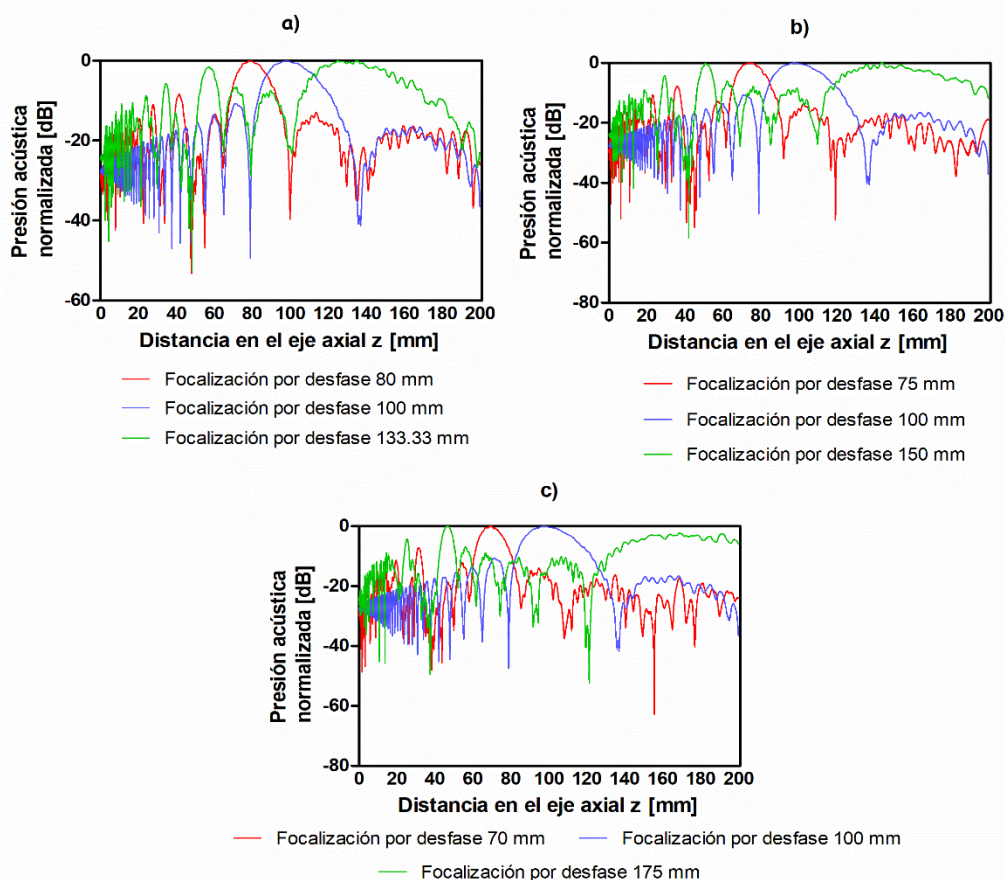 a)
Presión acústica
normalizada [dB]
0
-20
-40
-60
0 20 40 60 80 100 120 140 160 180 200
Distancia en el eje axial z [mm]
Focalización por desfase 80 mm
Focalización por desfase 100 mm
Focalización por desfase 133.33 mm
b)
Presión acústica
normalizada [dB]
0
-20
-40
-60
-80
0 20 40 60 80 100 120 140 160 180 200
Distancia en el eje axial z [mm]
Focalización por desfase 75 mm
Focalización por desfase 100 mm
Focalización por desfase 150 mm
c)
Presión acústica
normalizada [dB]
0
-20
-40
-60
-80
0 20 40 60 80 100 120 140 160 180 200
Distancia en el eje axial z [mm]
Focalización por desfase 70 mm
Focalización por desfase 100 mm
Focalización por desfase 175 mm